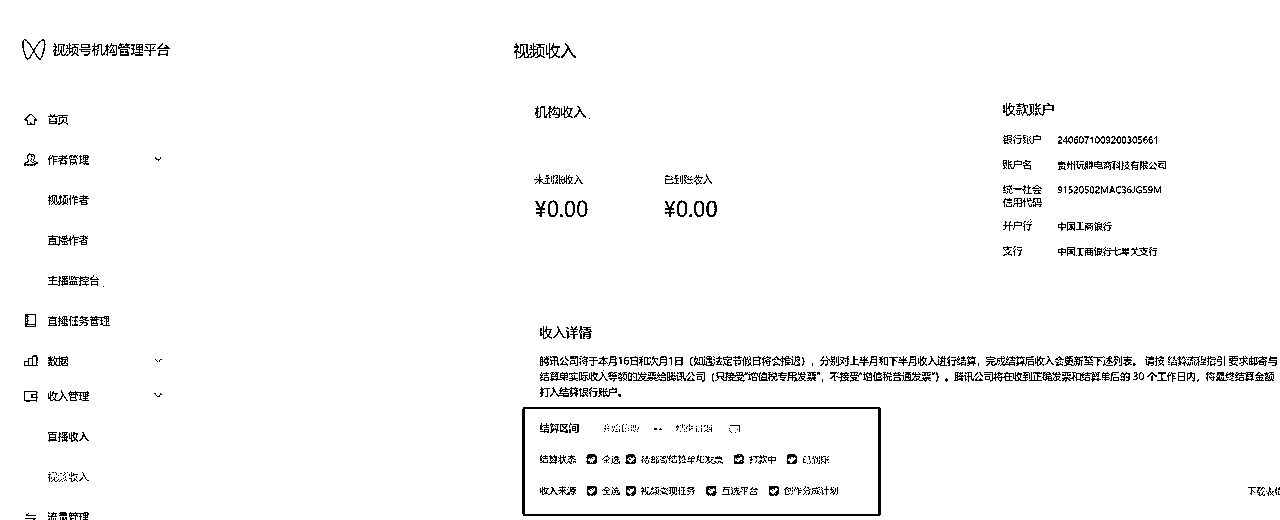 视频号机构管理平台
首页
作者管理
视频作者
直播作者
主播监控台
直播任务管理
数据
收入管理
直播收入
视频收入
流量管理
视频收入
机构收入
未到账收入
已到账收入
¥0.00
¥0.00
收款账户
银行账户 2406071009200305661
账户名 贵州玩赚电商科技有限公司
统一社会信用代码 91520502MAC36JG59M
开户行 中国工商银行
支行 中国工商银行七星关支行
收入详情
腾讯公司将于本月16日和次月1日（如遇法定节假日将会推迟），分别对上半月和下半月收入进行结算，完成结算后收入会更新至下述列表。 请按 结算流程指引 要求邮寄与
结算单实际收入等额的发票给腾讯公司（只接受“增值税专用发票”，不接受“增值税普通发票”）。腾讯公司将在收到正确发票和结算单后的 30 个工作日内，将最终结算金额
打入结算银行账户。
结算区间 开始日期 -- 结束日期
结算状态 全选 待邮寄结算单和发票 打款中 已到账
收入来源 全选 视频变现任务 互选平台 创作分成计划
下载表格